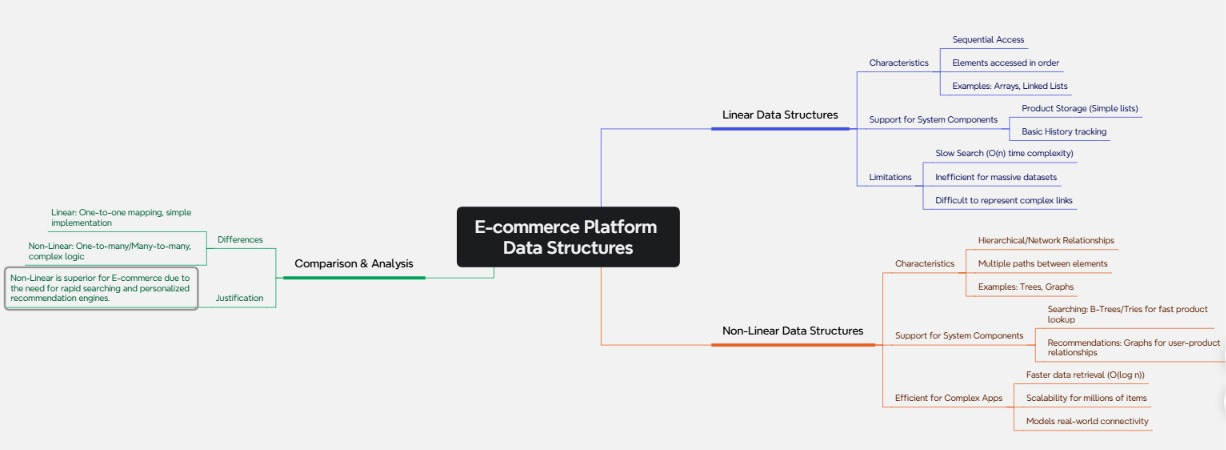 E-commerce Platform
Data Structures
Linear Data Structures
Characteristics
Sequential Access
Elements accessed in order
Examples: Arrays, Linked Lists
Support for System Components
Product Storage (Simple lists)
Basic History tracking
Limitations
Slow Search (O(n) time complexity)
Inefficient for massive datasets
Difficult to represent complex links
Non-Linear Data Structures
Characteristics
Hierarchical/Network Relationships
Multiple paths between elements
Examples: Trees, Graphs
Support for System Components
Searching: B-Trees/Tries for fast product
lookup
Recommendations: Graphs for user-product
relationships
Efficient for Complex Apps
Faster data retrieval (O(log n))
Scalability for millions of items
Models real-world connectivity
Comparison & Analysis
Differences
Linear: One-to-one mapping, simple
implementation
Non-Linear: One-to-many/Many-to-many,
complex logic
Justification
Non-Linear is superior for E-commerce due to
the need for rapid searching and personalized
recommendation engines.